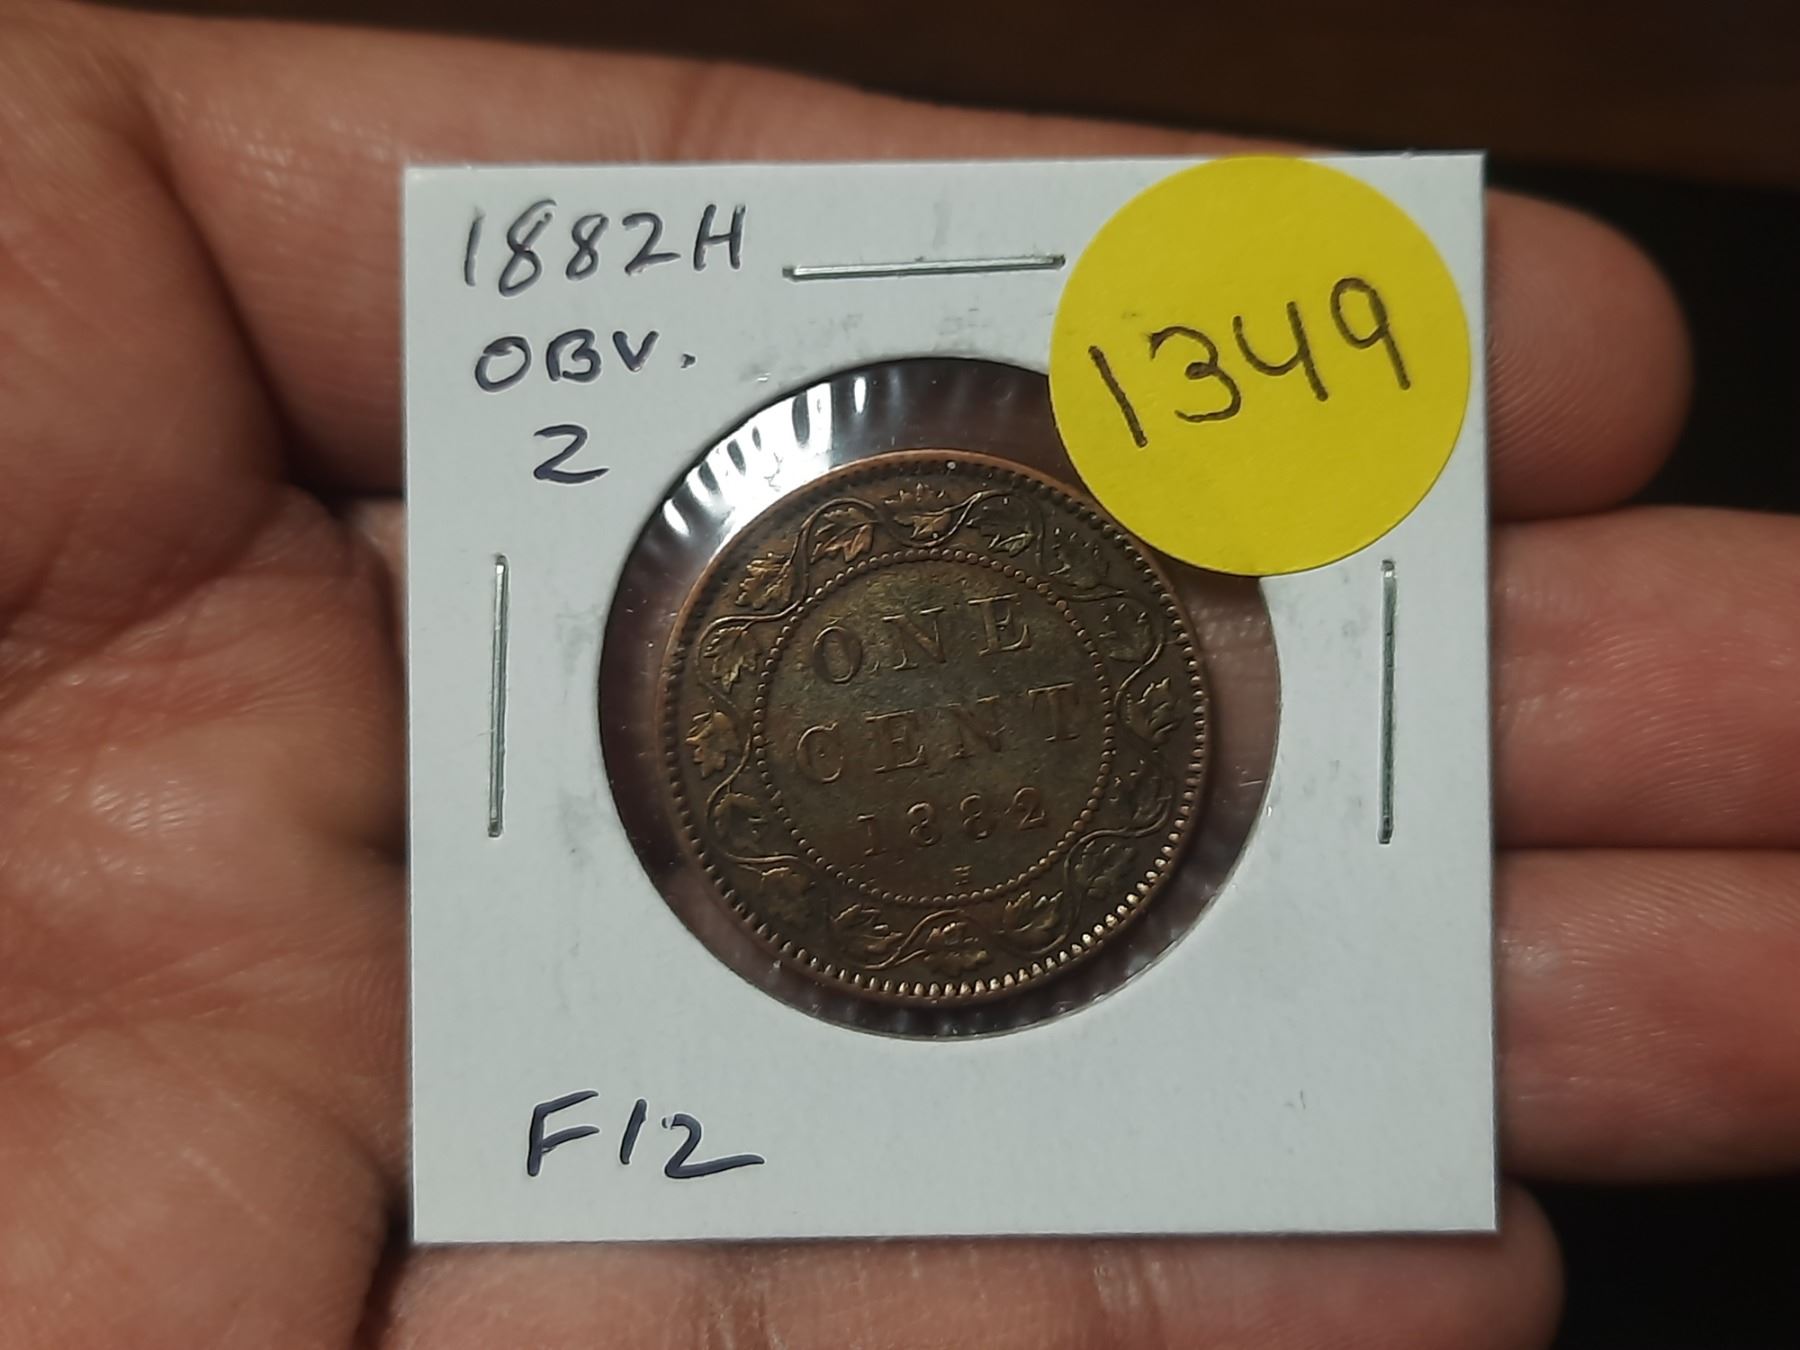 1882H
OBV.
2
1349
ONE
CENT
1882
H
F12